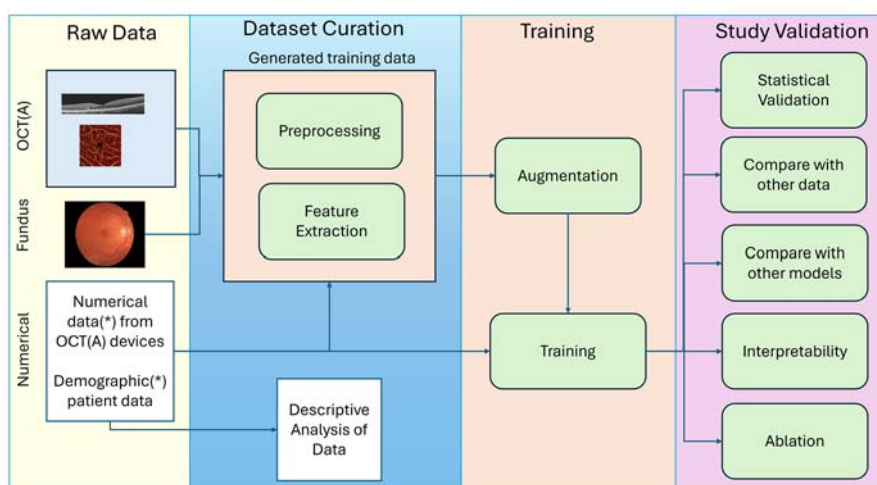 Raw Data
Dataset Curation
Training
Study Validation
Generated training data
OCT(A)
Fundus
Numerical
Preprocessing
Feature
Extraction
Numerical
data(*) from
OCT(A) devices
Demographic(*)
patient data
Descriptive
Analysis of
Data
Augmentation
Training
Statistical
Validation
Compare with
other data
Compare with
other models
Interpretability
Ablation